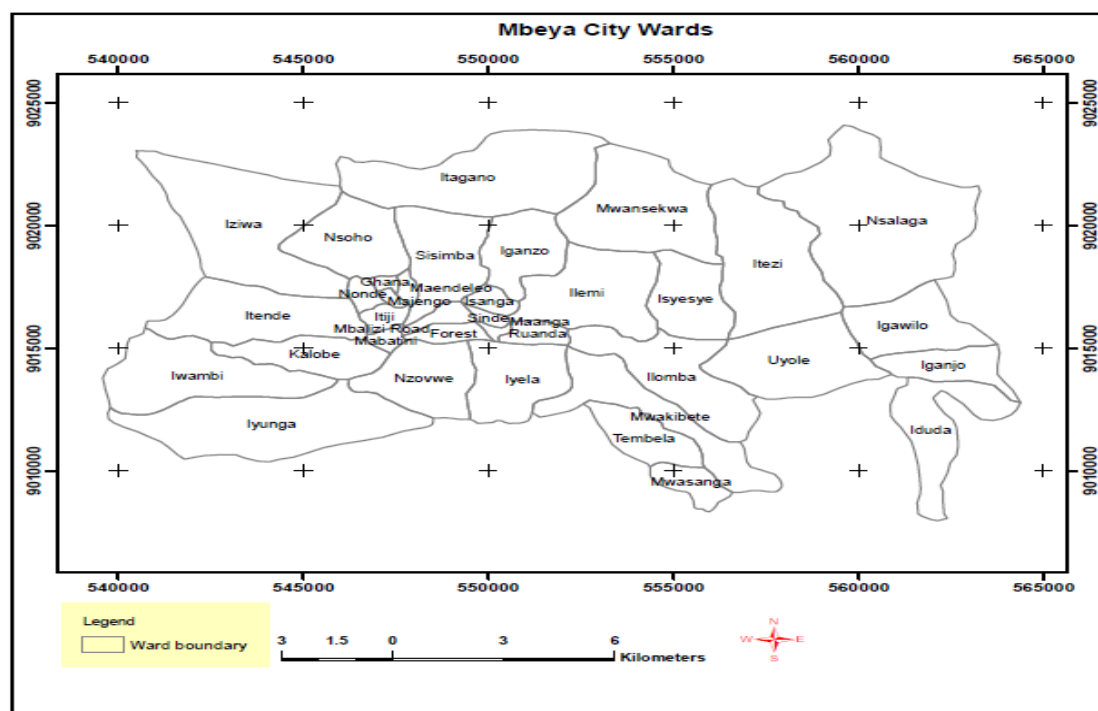 Mbeya City Wards
540000 545000 550000 555000 560000 565000
9025000 9025000
Itagano
Mwansekwa
Nsalaga
Iziwa
9020000 9020000
Nsoho
Sisimba
Iganzo
Itezi
Ghana
Maendeleo
Nonde
Majengo
Isanga
Ilemi
Isyesye
Itende
Itiji
Sinde
Maanga
Igawilo
Mbalizi Road
Forest
Ruanda
Mabatini
9015000 9015000
Kalobe
Uyole
Iganjo
Iwambi
Nzovwe
Iyela
Ilomba
Iyunga
Mwakibete
Iduda
Tembela
9010000 9010000
Mwasanga
540000 545000 550000 555000 560000 565000
Legend
Ward boundary
3 1.5 0 3 6
Kilometers
N
W E
S